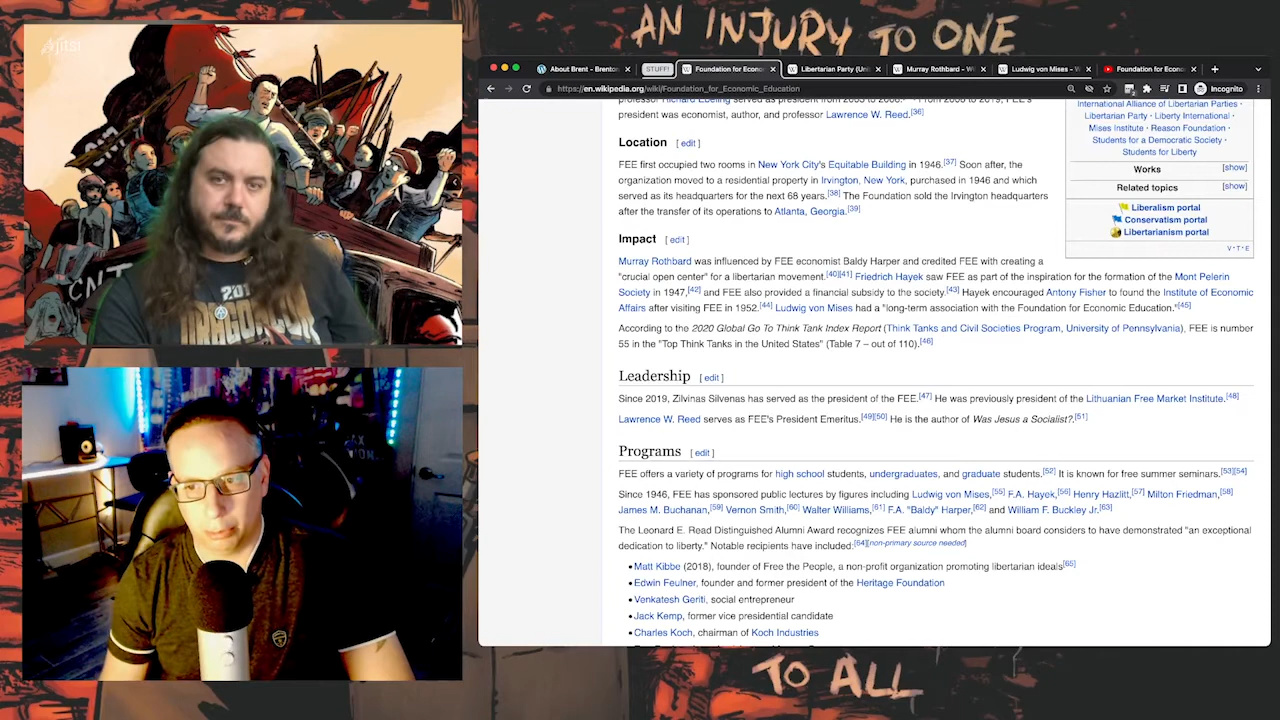 AN INJURY TO ONE
Jitsi
About Brent - Brenton
STUFF!
Foundation for Econo
Libertarian Party (Uni
Murray Rothbard - W
Ludwig von Mises - W
Foundation for Econo
https://en.wikipedia.org/wiki/Foundation_for_Economic_Education
Incognito
professor Richard Ebeling served as president from 2003 to 2008.
president was economist, author, and professor Lawrence W. Reed.[36]
Location [ edit ]
FEE first occupied two rooms in New York City's Equitable Building in 1946.[37] Soon after, the
organization moved to a residential property in Irvington, New York, purchased in 1946 and which
served as its headquarters for the next 68 years.[38] The Foundation sold the Irvington headquarters
after the transfer of its operations to Atlanta, Georgia.[39]
Impact [ edit ]
Murray Rothbard was influenced by FEE economist Baldy Harper and credited FEE with creating a
"crucial open center" for a libertarian movement.[40][41] Friedrich Hayek saw FEE as part of the inspiration for the formation of the Mont Pelerin
Society in 1947,[42] and FEE also provided a financial subsidy to the society.[43] Hayek encouraged Antony Fisher to found the Institute of Economic
Affairs after visiting FEE in 1952.[44] Ludwig von Mises had a "long-term association with the Foundation for Economic Education."[45]
According to the 2020 Global Go To Think Tank Index Report (Think Tanks and Civil Societies Program, University of Pennsylvania), FEE is number
55 in the "Top Think Tanks in the United States" (Table 7 – out of 110).[46]
Leadership [ edit ]
Since 2019, Zilvinas Silvenas has served as the president of the FEE.[47] He was previously president of the Lithuanian Free Market Institute.[48]
Lawrence W. Reed serves as FEE's President Emeritus.[49][50] He is the author of Was Jesus a Socialist?.[51]
Programs [ edit ]
FEE offers a variety of programs for high school students, undergraduates, and graduate students.[52] It is known for free summer seminars.[53][54]
Since 1946, FEE has sponsored public lectures by figures including Ludwig von Mises,[55] F.A. Hayek,[56] Henry Hazlitt,[57] Milton Friedman,[58]
James M. Buchanan,[59] Vernon Smith,[60] Walter Williams,[61] F.A. "Baldy" Harper,[62] and William F. Buckley Jr.[63]
The Leonard E. Read Distinguished Alumni Award recognizes FEE alumni whom the alumni board considers to have demonstrated "an exceptional
dedication to liberty." Notable recipients have included:[64][non-primary source needed]
• Matt Kibbe (2018), founder of Free the People, a non-profit organization promoting libertarian ideals[65]
• Edwin Feulner, founder and former president of the Heritage Foundation
• Venkatesh Geriti, social entrepreneur
• Jack Kemp, former vice presidential candidate
• Charles Koch, chairman of Koch Industries
International Alliance of Libertarian Parties ·
Libertarian Party · Liberty International ·
Mises Institute · Reason Foundation ·
Students for a Democratic Society ·
Students for Liberty
Works [show]
Related topics [show]
Liberalism portal
Conservatism portal
Libertarianism portal
V·T·E
TO ALL